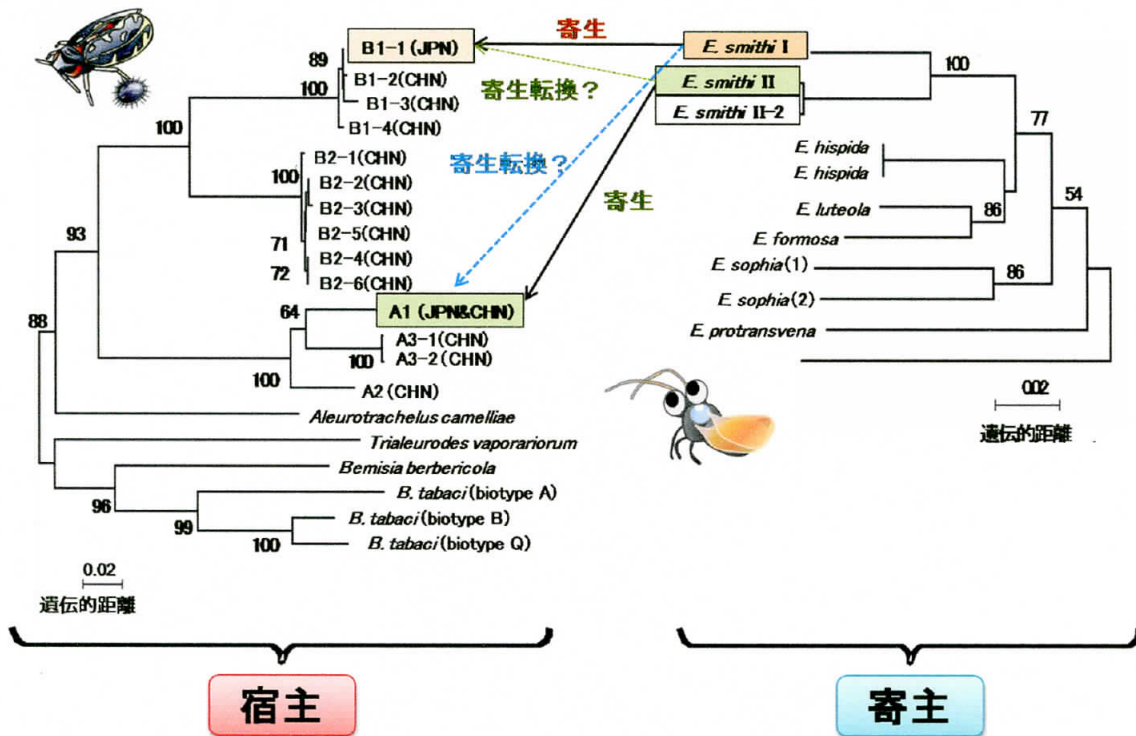 B1-1(JPN)
寄生
E. smithi I
89
B1-2(CHN)
E. smithi II
100
100
B1-3(CHN)
寄生転換?
E. smithi II-2
77
B1-4(CHN)
100
B2-1(CHN)
寄生転換?
E. hispida
100
B2-2(CHN)
E. hispida
B2-3(CHN)
寄生
E. luteola
54
B2-5(CHN)
86
93
71
B2-4(CHN)
E. formosa
72
B2-6(CHN)
E. sophia(1)
86
64
A1 (JPN&CHN)
E. sophia(2)
88
A3-1(CHN)
E. protransvena
100
A3-2(CHN)
100
A2(CHN)
0.02
Aleurotrachelus camelliae
遺伝的距離
Trialeurodes vaporariorum
Bemisia berbericola
96
B. tabaci(biotype A)
99
B. tabaci(biotype B)
100
B. tabaci(biotype Q)
0.02
遺伝的距離
宿主
寄主